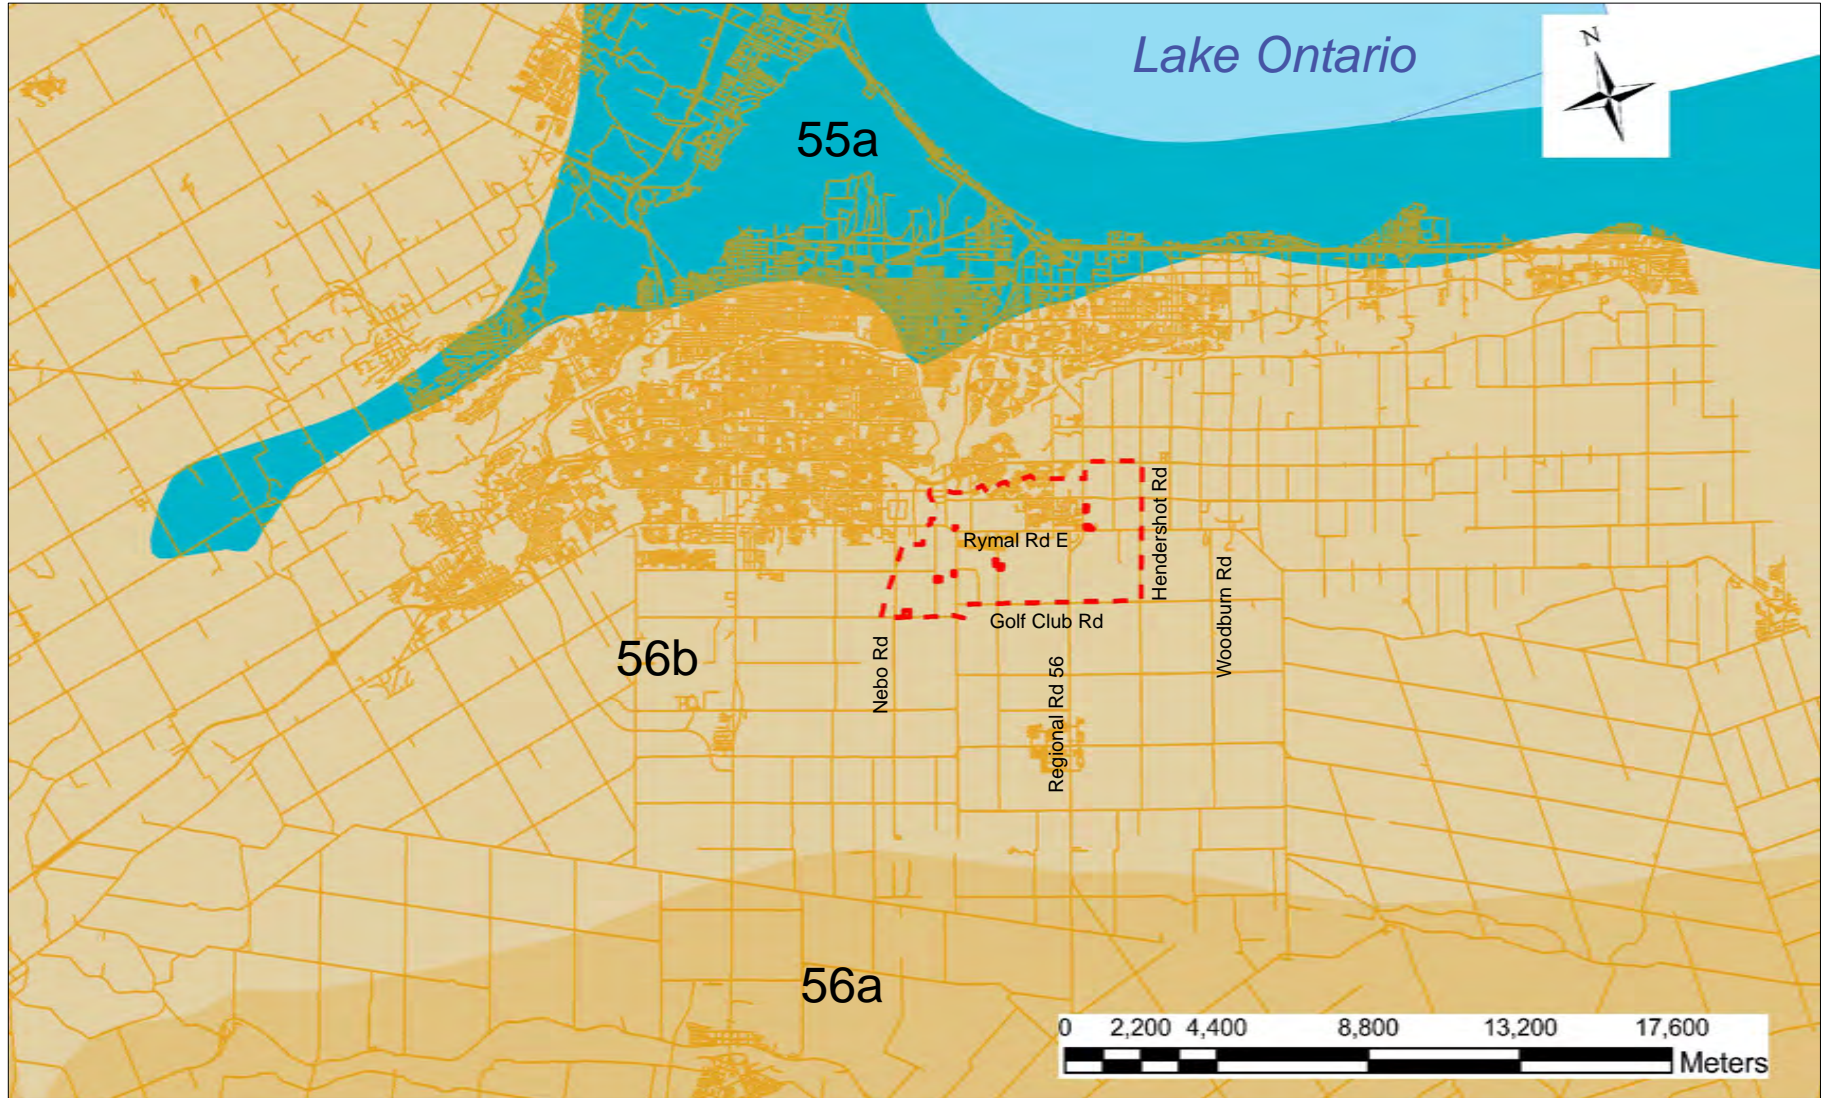 Lake Ontario
N
55a
Hendershot Rd
Rymal Rd E
Woodburn Rd
Golf Club Rd
56b
Nebo Rd
Regional Rd 56
56a
0 2,200 4,400 8,800 13,200 17,600
Meters